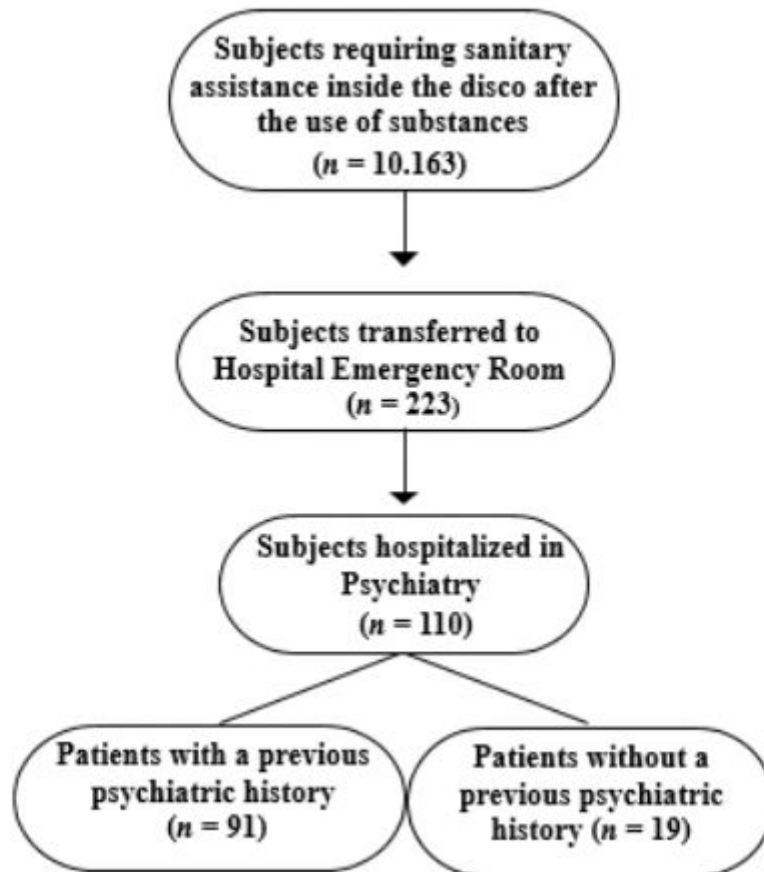 Subjects requiring sanitary
assistance inside the disco after
the use of substances
(n = 10.163)
Subjects transferred to
Hospital Emergency Room
(n = 223)
Subjects hospitalized in
Psychiatry
(n = 110)
Patients with a previous
psychiatric history
(n = 91)
Patients without a
previous psychiatric
history (n = 19)